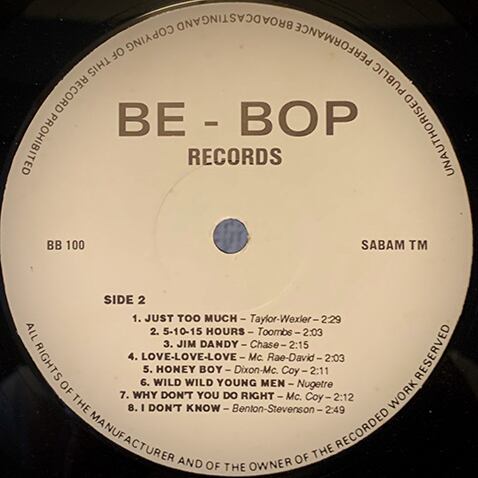 UNAUTHORISED PUBLIC PERFORMANCE BROADCASTING AND COPYING OF THIS RECORD PROHIBITED
BE - BOP
RECORDS
BB 100
SABAM TM
SIDE 2
1. JUST TOO MUCH – Taylor-Wexler – 2:29
2. 5-10-15 HOURS – Toombs – 2:03
3. JIM DANDY – Chase – 2:15
4. LOVE-LOVE-LOVE – Mc. Rae-David – 2:03
5. HONEY BOY – Dixon-Mc. Coy – 2:11
6. WILD WILD YOUNG MEN – Nugetre
7. WHY DON'T YOU DO RIGHT – Mc. Coy – 2:12
8. I DON'T KNOW – Benton-Stevenson – 2:49
ALL RIGHTS OF THE MANUFACTURER AND OF THE OWNER OF THE RECORDED WORK RESERVED